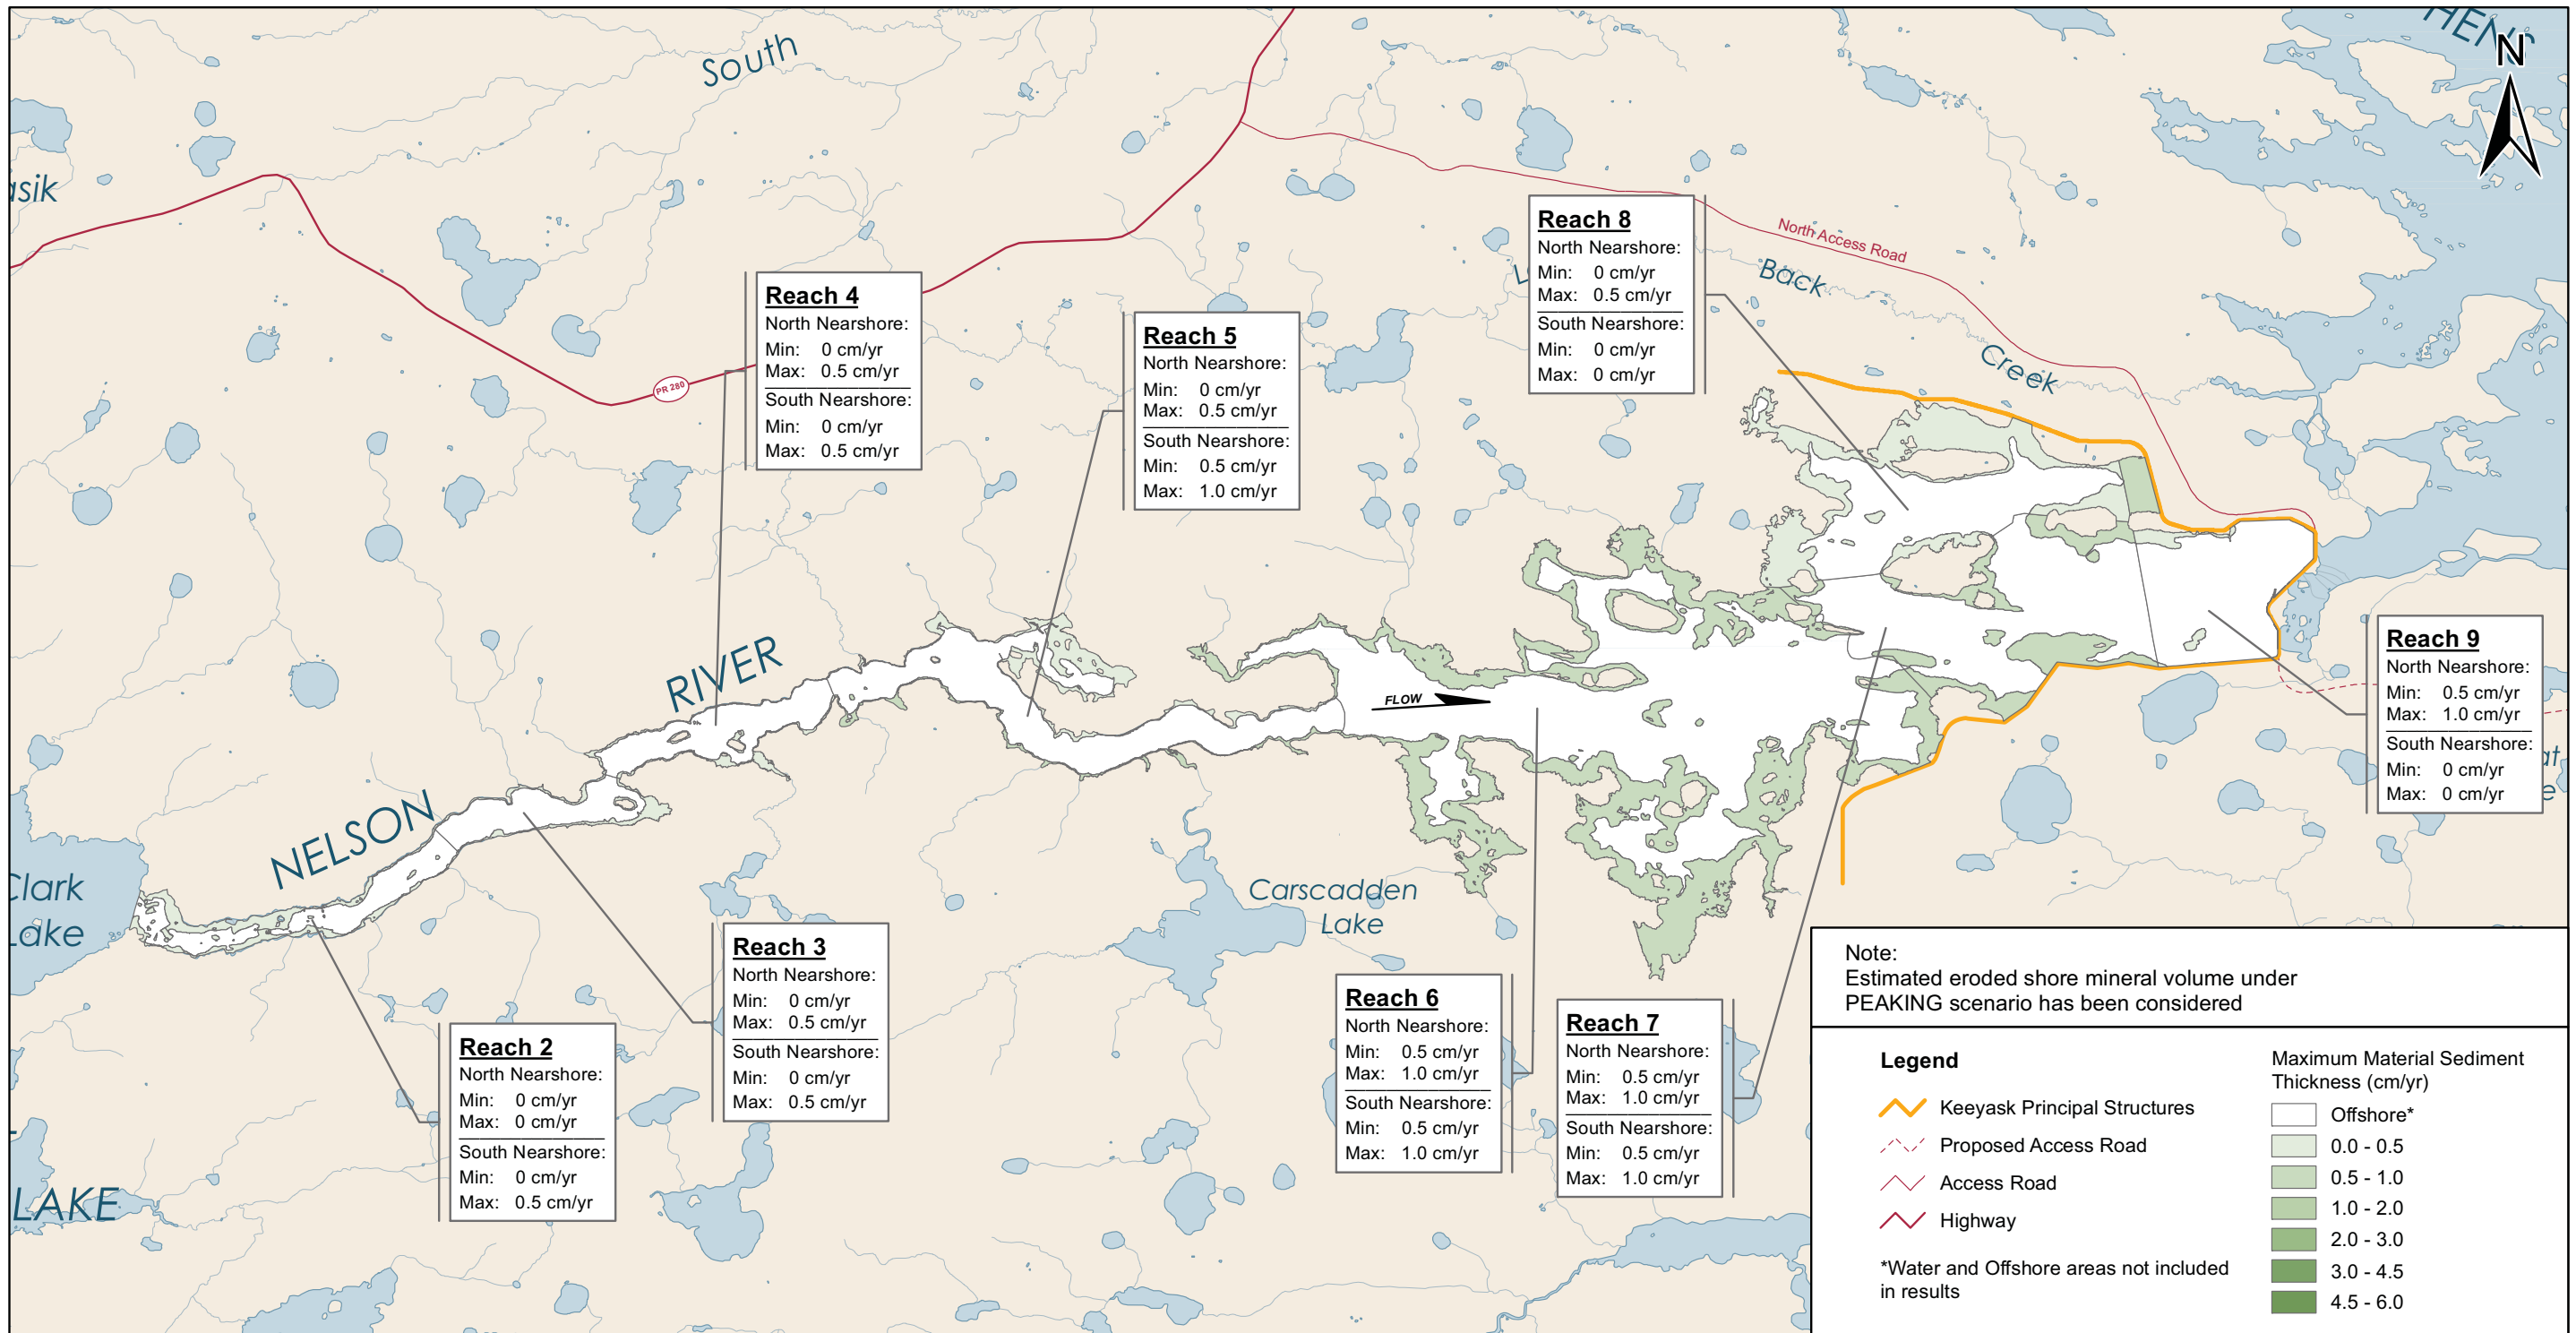 South
N
asik
North Access Road
Back
Creek
PR 280
Reach 4
North Nearshore:
Min: 0 cm/yr
Max: 0.5 cm/yr
South Nearshore:
Min: 0 cm/yr
Max: 0.5 cm/yr
Reach 5
North Nearshore:
Min: 0 cm/yr
Max: 0.5 cm/yr
South Nearshore:
Min: 0.5 cm/yr
Max: 1.0 cm/yr
Reach 8
North Nearshore:
Min: 0 cm/yr
Max: 0.5 cm/yr
South Nearshore:
Min: 0 cm/yr
Max: 0 cm/yr
Reach 9
North Nearshore:
Min: 0.5 cm/yr
Max: 1.0 cm/yr
South Nearshore:
Min: 0 cm/yr
Max: 0 cm/yr
NELSON
RIVER
FLOW
Clark
Lake
Carscadden
Lake
LAKE
Reach 2
North Nearshore:
Min: 0 cm/yr
Max: 0 cm/yr
South Nearshore:
Min: 0 cm/yr
Max: 0.5 cm/yr
Reach 3
North Nearshore:
Min: 0 cm/yr
Max: 0.5 cm/yr
South Nearshore:
Min: 0 cm/yr
Max: 0.5 cm/yr
Reach 6
North Nearshore:
Min: 0.5 cm/yr
Max: 1.0 cm/yr
South Nearshore:
Min: 0.5 cm/yr
Max: 1.0 cm/yr
Reach 7
North Nearshore:
Min: 0.5 cm/yr
Max: 1.0 cm/yr
South Nearshore:
Min: 0.5 cm/yr
Max: 1.0 cm/yr
Note:
Estimated eroded shore mineral volume under
PEAKING scenario has been considered
Legend
Keeyask Principal Structures
Proposed Access Road
Access Road
Highway
*Water and Offshore areas not included
in results
Maximum Material Sediment
Thickness (cm/yr)
Offshore*
0.0 - 0.5
0.5 - 1.0
1.0 - 2.0
2.0 - 3.0
3.0 - 4.5
4.5 - 6.0